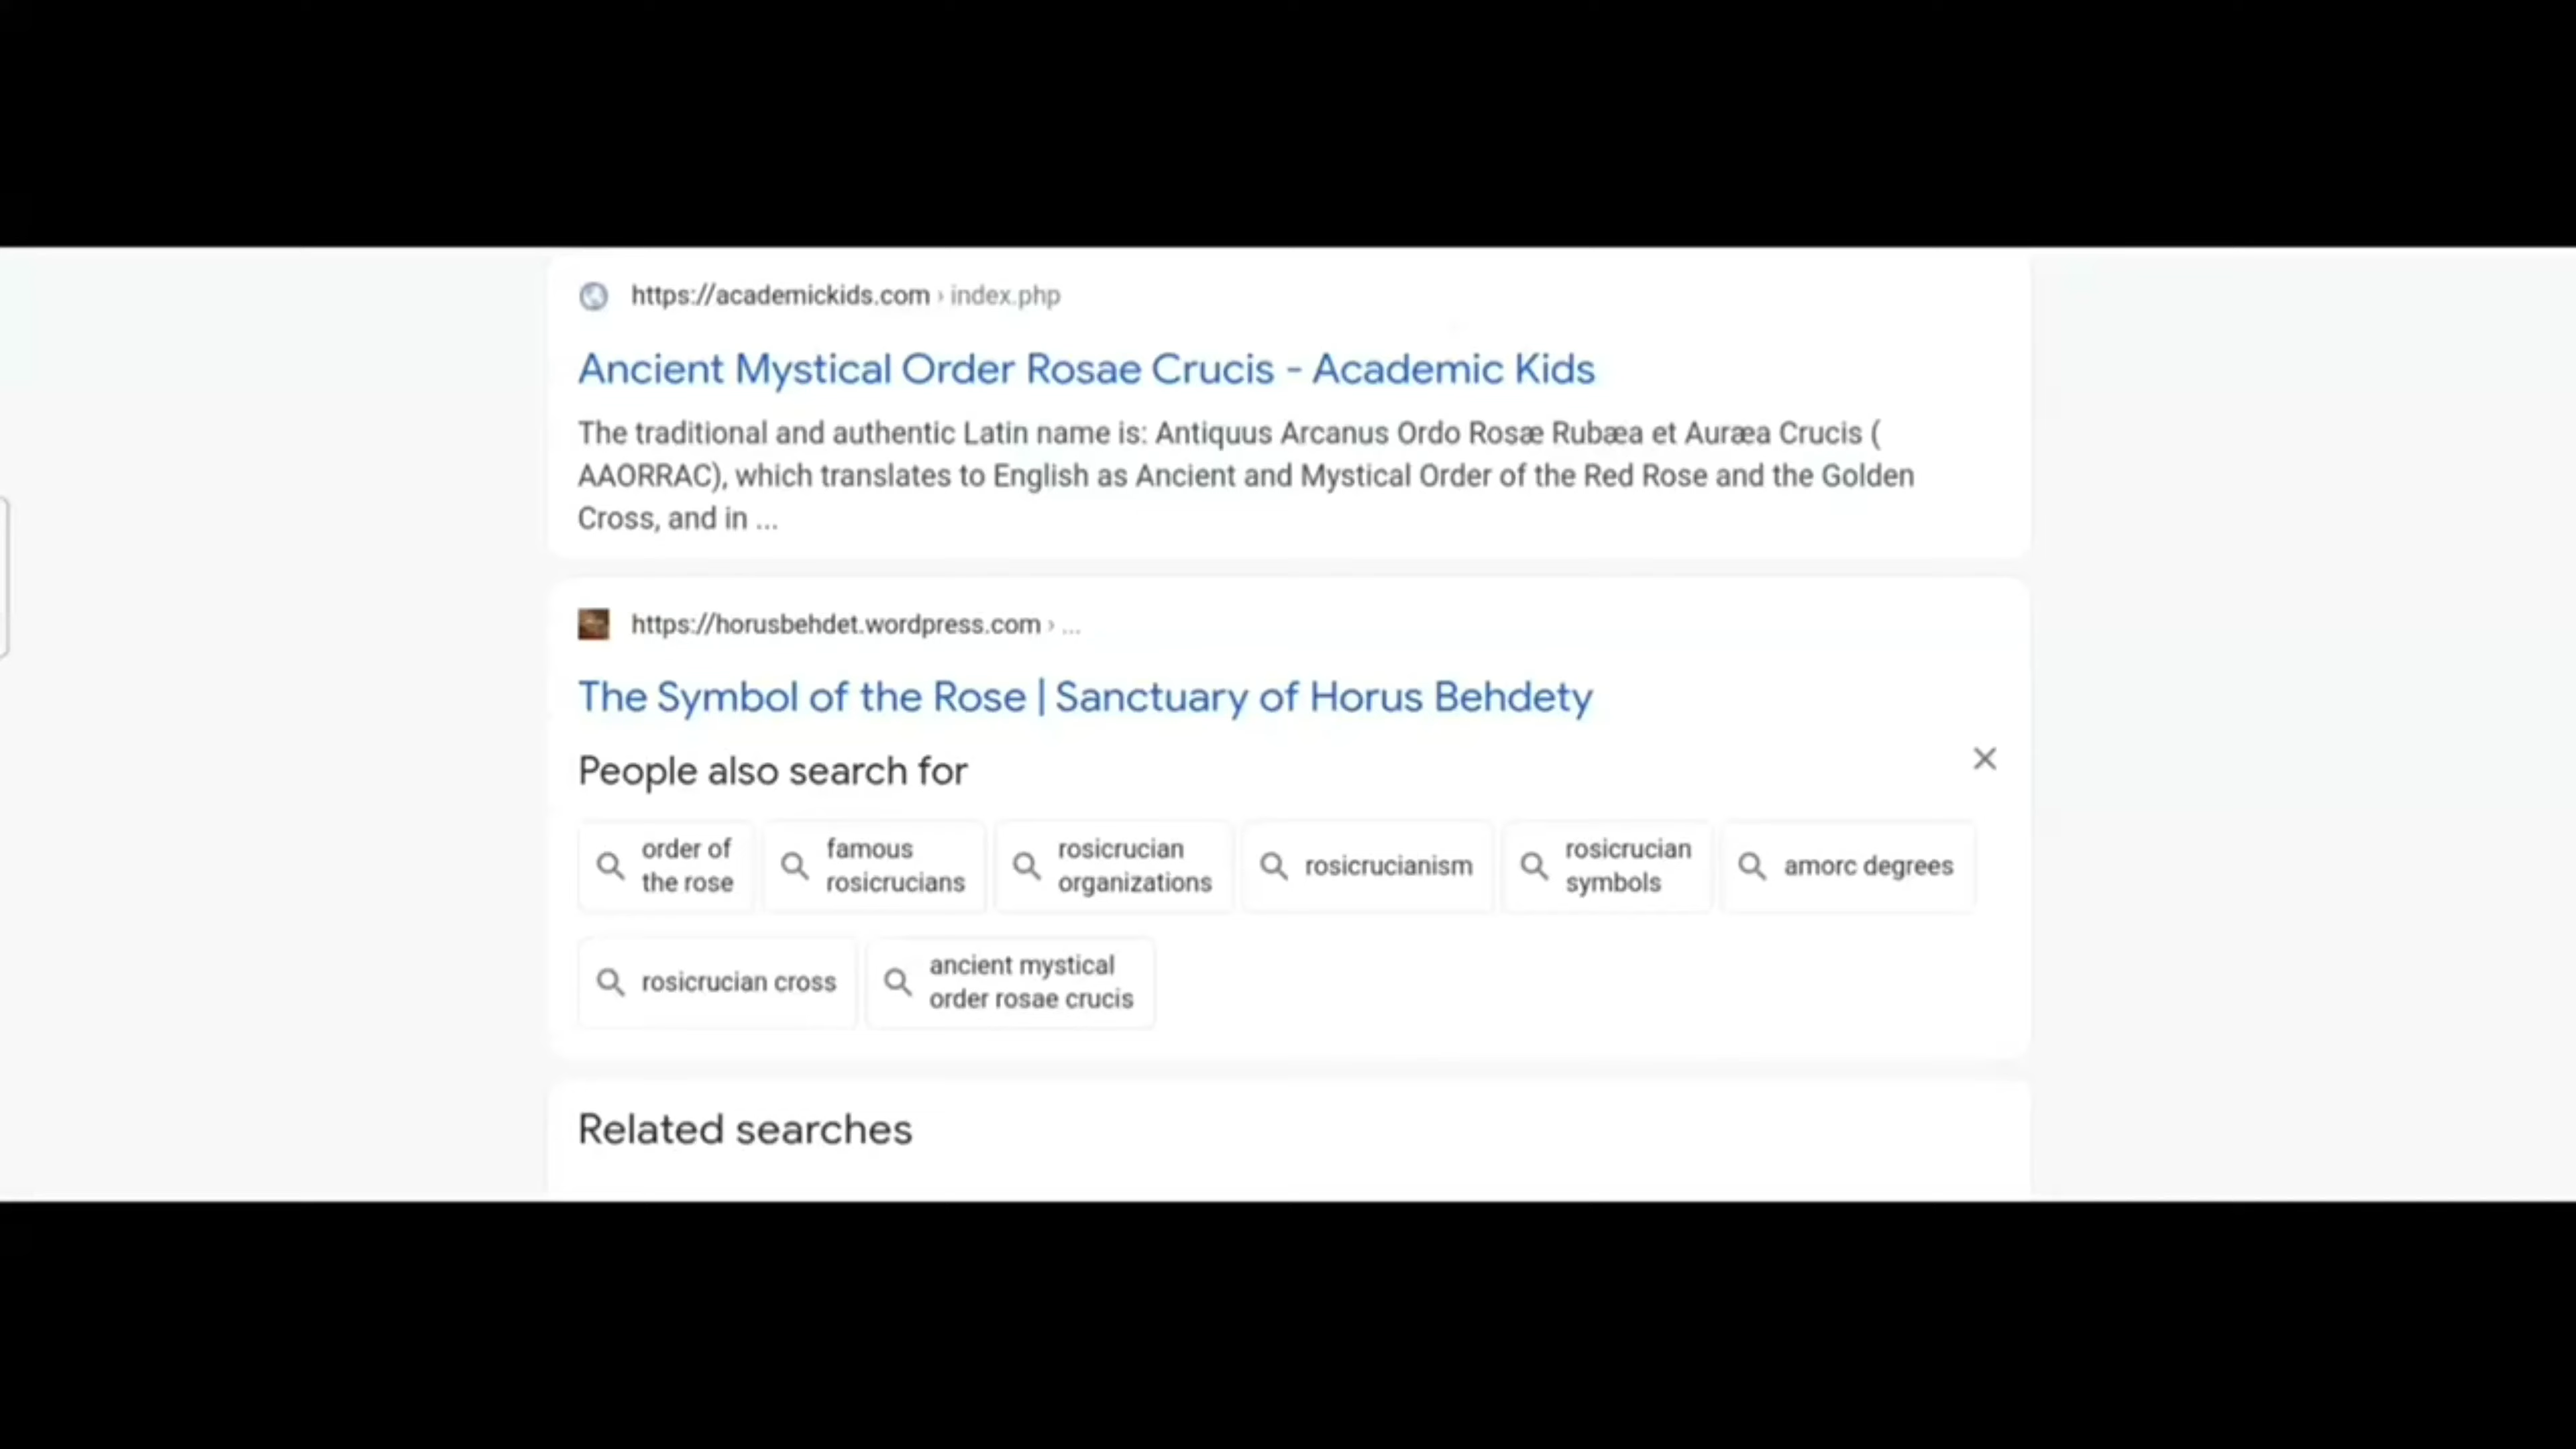 https://academickids.com › index.php
Ancient Mystical Order Rosae Crucis - Academic Kids
The traditional and authentic Latin name is: Antiquus Arcanus Ordo Rosæ Rubæa et Auræa Crucis (
AAORRAC), which translates to English as Ancient and Mystical Order of the Red Rose and the Golden
Cross, and in ...
https://horusbehdet.wordpress.com › ...
The Symbol of the Rose | Sanctuary of Horus Behdety
People also search for
order of
the rose
famous
rosicrucians
rosicrucian
organizations
rosicrucianism
rosicrucian
symbols
amorc degrees
rosicrucian cross
ancient mystical
order rosae crucis
Related searches